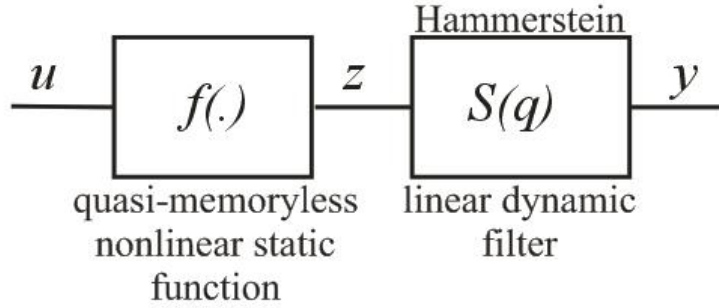 Hammerstein
u
f(.)
z
S(q)
y
quasi-memoryless
nonlinear static
function
linear dynamic
filter